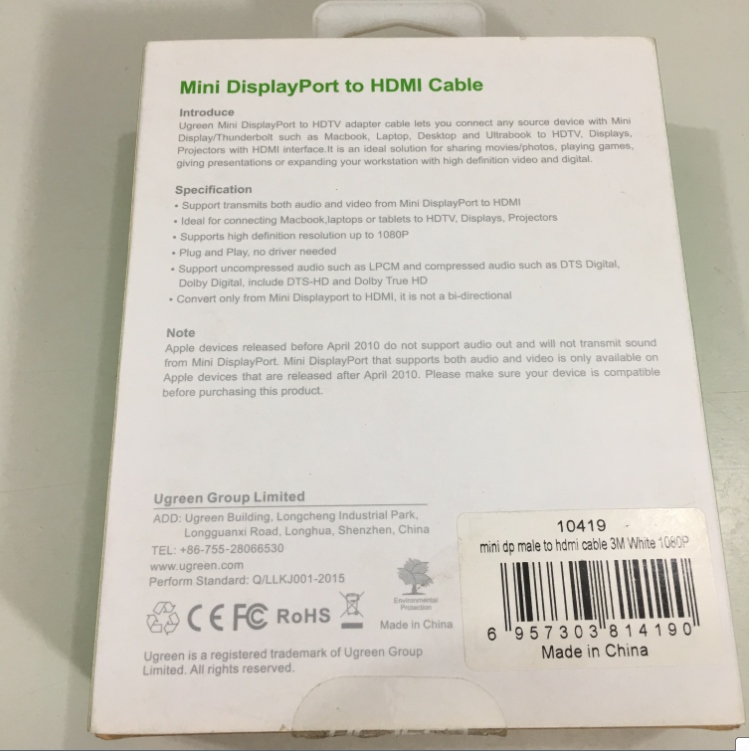 Mini DisplayPort to HDMI Cable
Introduce
Ugreen Mini DisplayPort to HDTV adapter cable lets you connect any source device with Mini
Display/Thunderbolt such as Macbook, Laptop, Desktop and Ultrabook to HDTV, Displays,
Projectors with HDMI interface.It is an ideal solution for sharing movies/photos, playing games,
giving presentations or expanding your workstation with high definition video and digital.
Specification
• Support transmits both audio and video from Mini DisplayPort to HDMI
• Ideal for connecting Macbook,laptops or tablets to HDTV, Displays, Projectors
• Supports high definition resolution up to 1080P
• Plug and Play, no driver needed
• Support uncompressed audio such as LPCM and compressed audio such as DTS Digital,
Dolby Digital, include DTS-HD and Dolby True HD
• Convert only from Mini Displayport to HDMI, it is not a bi-directional
Note
Apple devices released before April 2010 do not support audio out and will not transmit sound
from Mini DisplayPort. Mini DisplayPort that supports both audio and video is only available on
Apple devices that are released after April 2010. Please make sure your device is compatible
before purchasing this product.
Ugreen Group Limited
ADD: Ugreen Building, Longcheng Industrial Park,
Longguanxi Road, Longhua, Shenzhen, China
TEL: +86-755-28066530
www.ugreen.com
Perform Standard: Q/LLKJ001-2015
CE FC RoHS
Environmental
Protection
Made in China
Ugreen is a registered trademark of Ugreen Group
Limited. All rights reserved.
10419
mini dp male to hdmi cable 3M White 1080P
6 957303 814190
Made in China